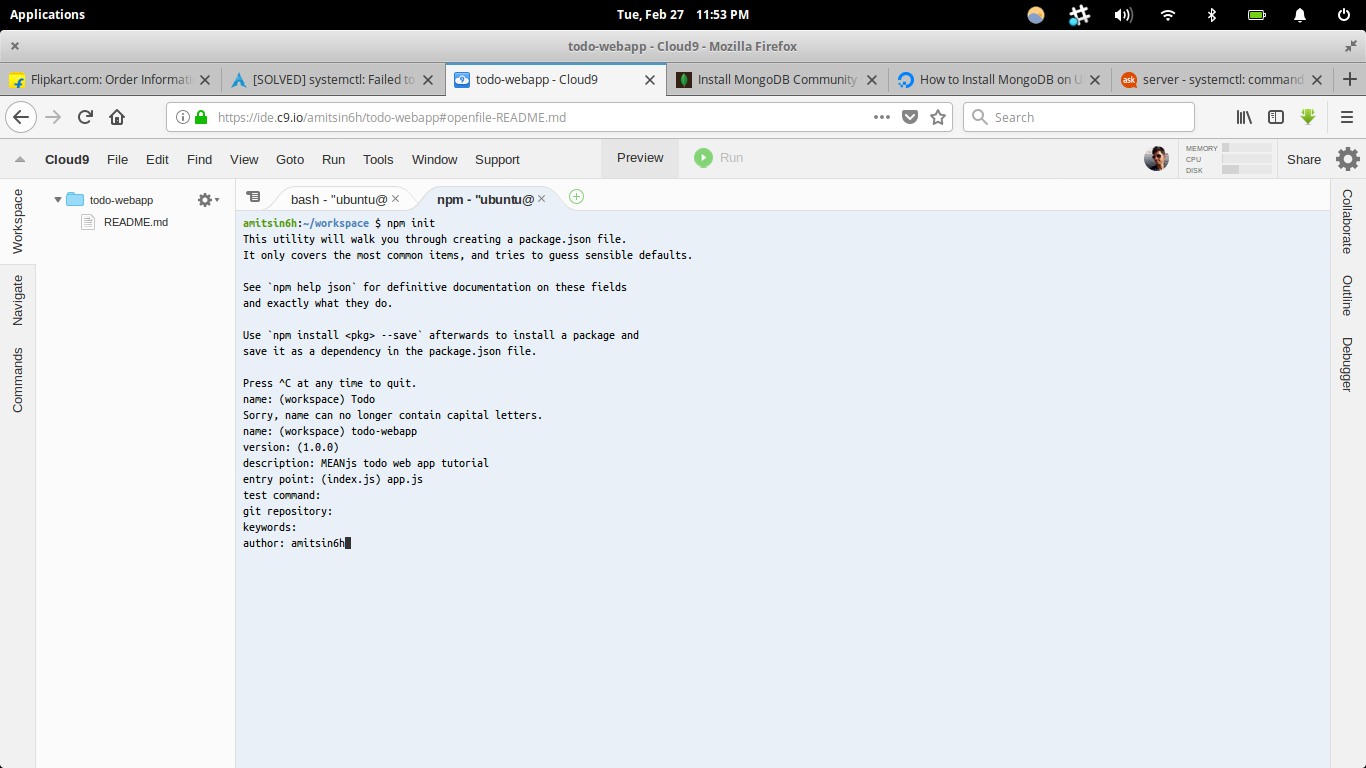 Applications
Tue, Feb 27 11:53 PM
todo-webapp - Cloud9 - Mozilla Firefox
Flipkart.com: Order Informati
[SOLVED] systemctl: Failed to
todo-webapp - Cloud9
Install MongoDB Community
How to Install MongoDB on U
ask
server - systemctl: command
https://ide.c9.io/amitsin6h/todo-webapp#openfile-README.md
Search
Cloud9 File Edit Find View Goto Run Tools Window Support
Preview
Run
MEMORY
CPU
DISK
Share
Workspace
Navigate
Commands
todo-webapp
README.md
bash - "ubuntu@
npm - "ubuntu@
amitsin6h:~/workspace $ npm init
This utility will walk you through creating a package.json file.
It only covers the most common items, and tries to guess sensible defaults.
See `npm help json` for definitive documentation on these fields
and exactly what they do.
Use `npm install <pkg> --save` afterwards to install a package and
save it as a dependency in the package.json file.
Press ^C at any time to quit.
name: (workspace) Todo
Sorry, name can no longer contain capital letters.
name: (workspace) todo-webapp
version: (1.0.0)
description: MEANjs todo web app tutorial
entry point: (index.js) app.js
test command:
git repository:
keywords:
author: amitsin6h
Collaborate
Outline
Debugger